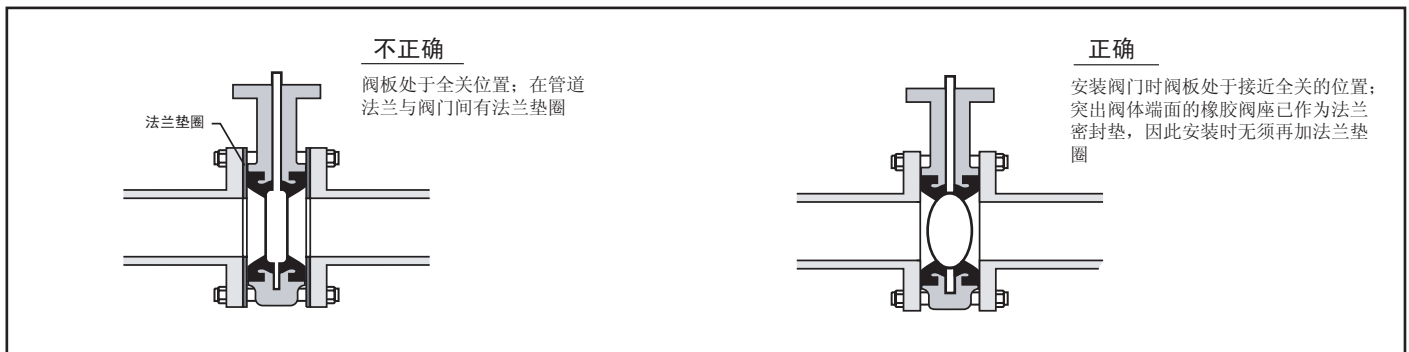 不正确
阀板处于全关位置；在管道
法兰与阀门间有法兰垫圈
法兰垫圈
正确
安装阀门时阀板处于接近全关的位置；
突出阀体端面的橡胶阀座已作为法兰
密封垫，因此安装时无须再加法兰垫
圈